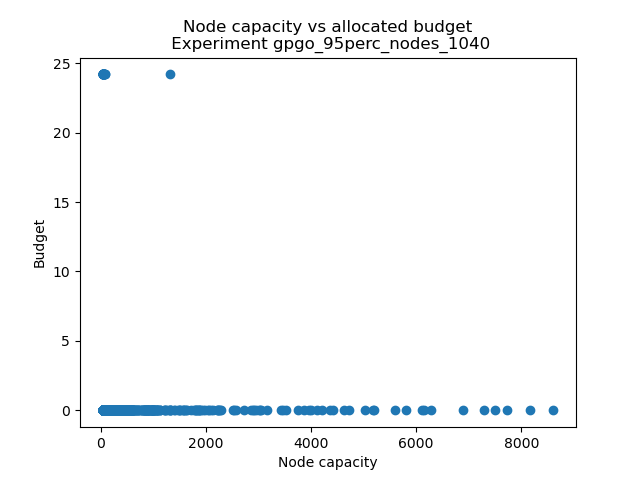 Node capacity vs allocated budget
Experiment gpgo_95perc_nodes_1040
25
20
15
10
5
0
Budget
0 2000 4000 6000 8000
Node capacity